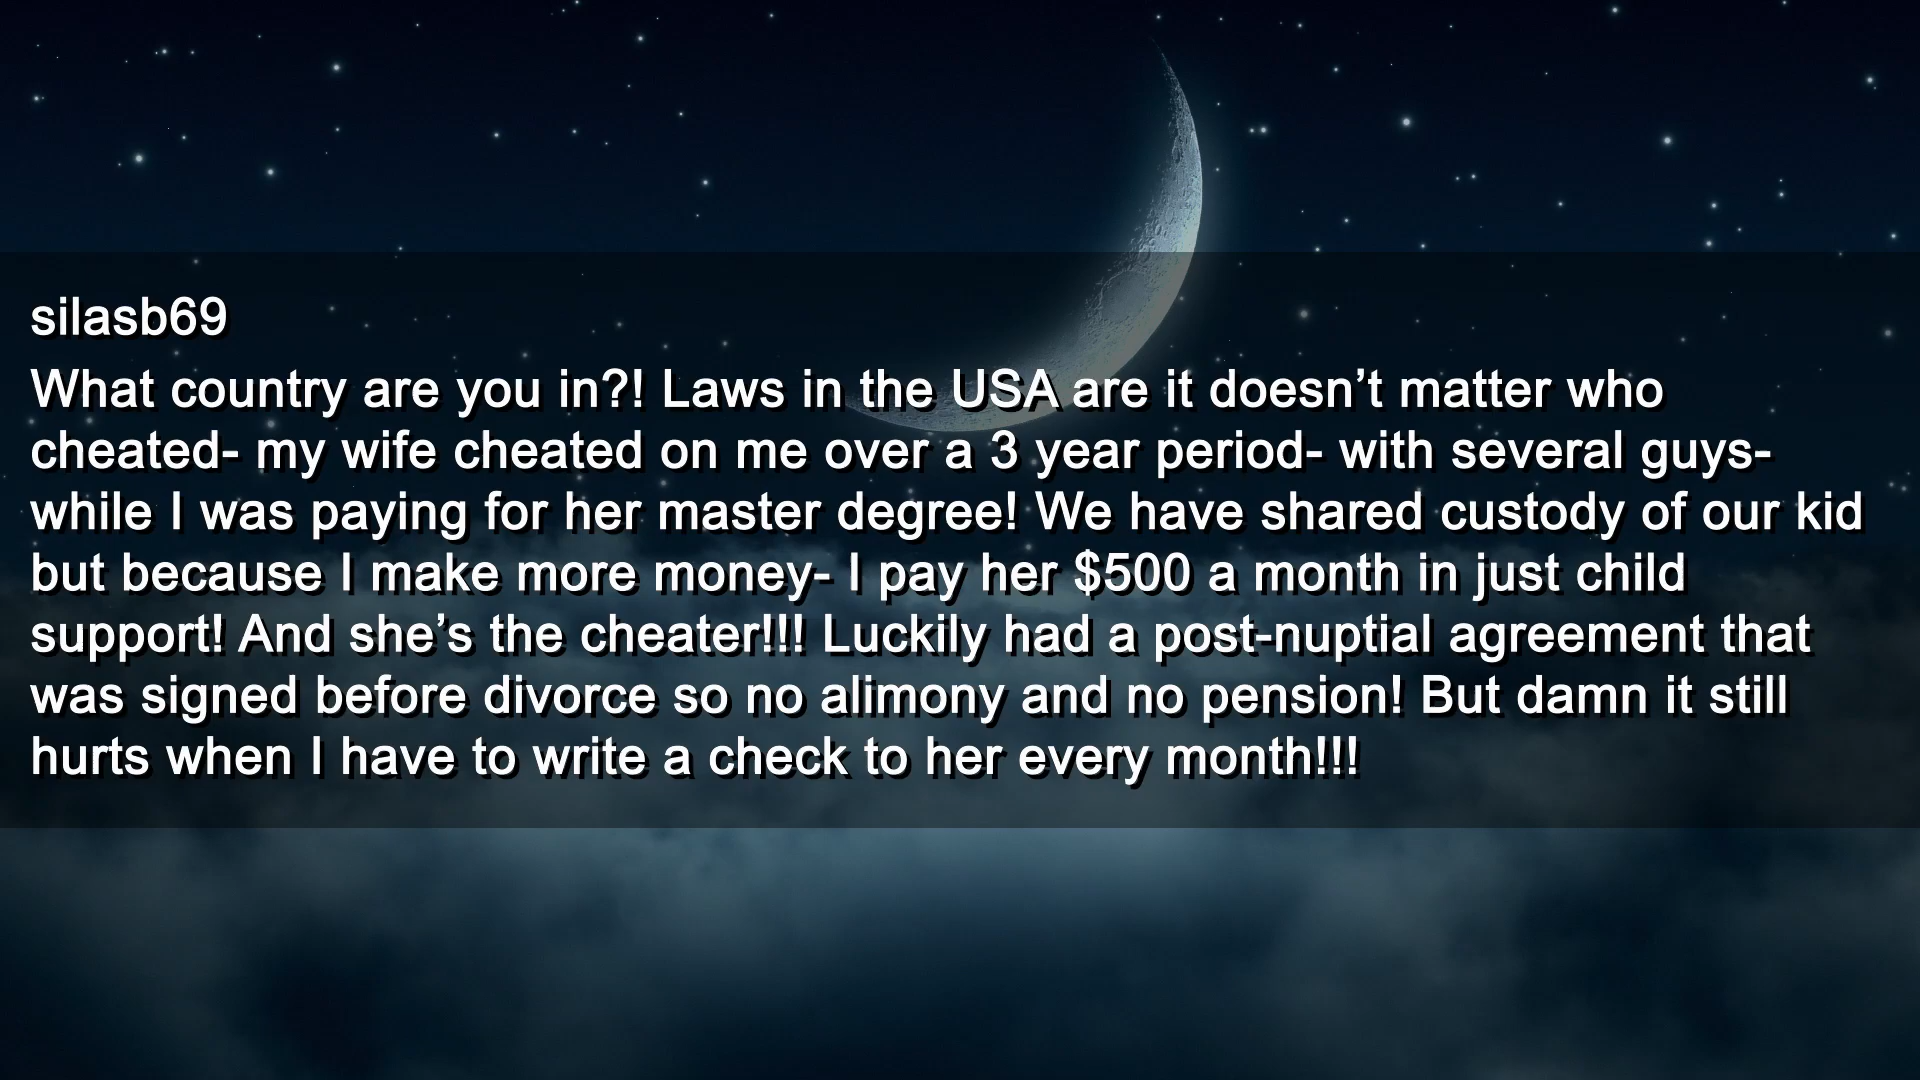 silasb69
What country are you in?! Laws in the USA are it doesn’t matter who
cheated- my wife cheated on me over a 3 year period- with several guys-
while I was paying for her master degree! We have shared custody of our kid
but because I make more money- I pay her $500 a month in just child
support! And she’s the cheater!!! Luckily had a post-nuptial agreement that
was signed before divorce so no alimony and no pension! But damn it still
hurts when I have to write a check to her every month!!!